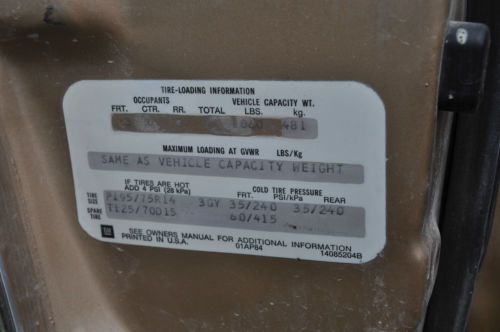 TIRE-LOADING INFORMATION
OCCUPANTS VEHICLE CAPACITY WT.
FRT. CTR. RR. TOTAL LBS. kg.
481
MAXIMUM LOADING AT GVWR LBS/Kg
SAME AS VEHICLE CAPACITY WEIGHT
IF TIRES ARE HOT
ADD 4 PSI (28 kPa)
COLD TIRE PRESSURE
FRT. PSI/kPa REAR
TIRE SIZE P195/75R14 3GY 35/240 35/240
SPARE TIRE T125/70D15 60/415
GM
SEE OWNERS MANUAL FOR ADDITIONAL INFORMATION
PRINTED IN U.S.A. 01AP84 14085204B